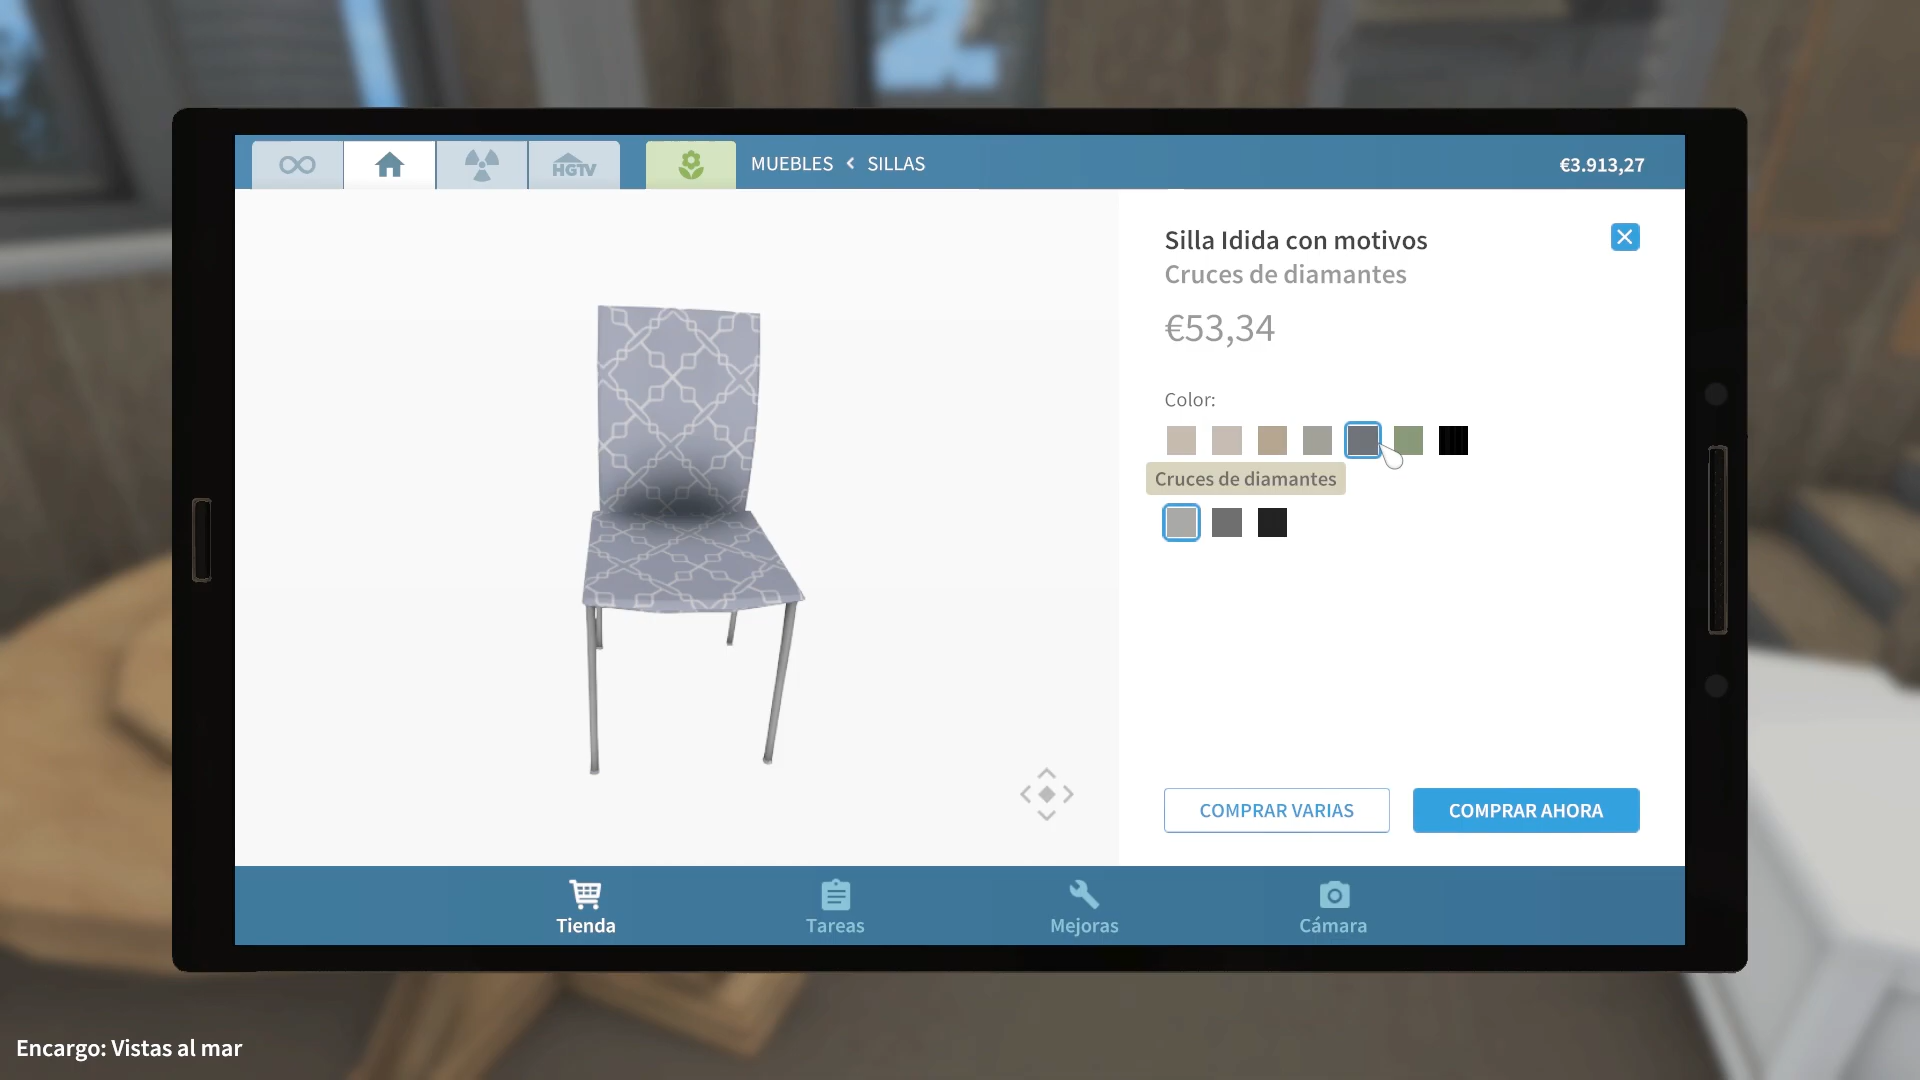 HGTV
MUEBLES < SILLAS
€3.913,27
Silla Idida con motivos
Cruces de diamantes
€53,34
Color:
Cruces de diamantes
COMPRAR VARIAS
COMPRAR AHORA
Tienda
Tareas
Mejoras
Cámara
Encargo: Vistas al mar